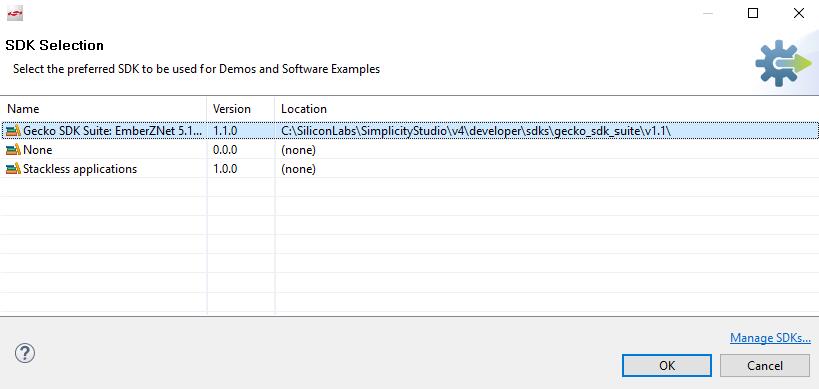 SDK Selection
Select the preferred SDK to be used for Demos and Software Examples
Name Version Location
Gecko SDK Suite: EmberZNet 5.1... 1.1.0 C:\SiliconLabs\SimplicityStudio\v4\developer\sdks\gecko_sdk_suite\v1.1\
None 0.0.0 (none)
Stackless applications 1.0.0 (none)
Manage SDKs...
?
OK Cancel